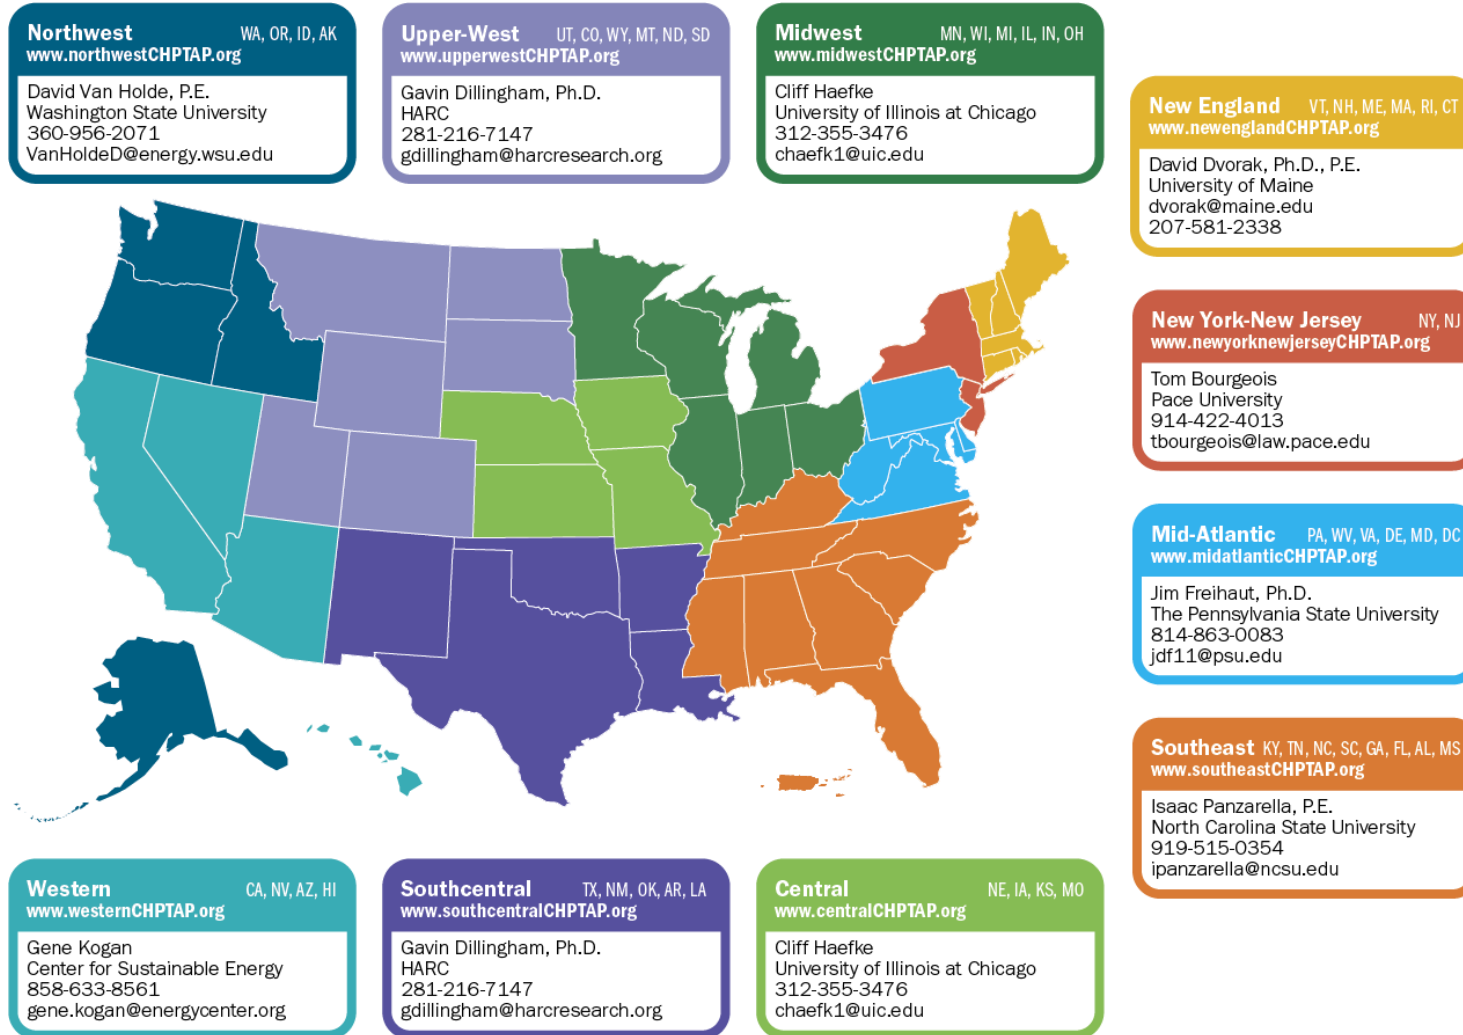 Northwest WA, OR, ID, AK
www.northwestCHPTAP.org
David Van Holde, P.E.
Washington State University
360-956-2071
VanHoldeD@energy.wsu.edu
Upper-West UT, CO, WY, MT, ND, SD
www.upperwestCHPTAP.org
Gavin Dillingham, Ph.D.
HARC
281-216-7147
gdillingham@harcresearch.org
Midwest MN, WI, MI, IL, IN, OH
www.midwestCHPTAP.org
Cliff Haefke
University of Illinois at Chicago
312-355-3476
chaefk1@uic.edu
New England VT, NH, ME, MA, RI, CT
www.newenglandCHPTAP.org
David Dvorak, Ph.D., P.E.
University of Maine
dvorak@maine.edu
207-581-2338
New York-New Jersey NY, NJ
www.newyorknewjerseyCHPTAP.org
Tom Bourgeois
Pace University
914-422-4013
tbourgeois@law.pace.edu
Mid-Atlantic PA, WV, VA, DE, MD, DC
www.midatlanticCHPTAP.org
Jim Freihaut, Ph.D.
The Pennsylvania State University
814-863-0083
jdf11@psu.edu
Southeast KY, TN, NC, SC, GA, FL, AL, MS
www.southeastCHPTAP.org
Isaac Panzarella, P.E.
North Carolina State University
919-515-0354
ipanzarella@ncsu.edu
Western CA, NV, AZ, HI
www.westernCHPTAP.org
Gene Kogan
Center for Sustainable Energy
858-633-8561
gene.kogan@energycenter.org
Southcentral TX, NM, OK, AR, LA
www.southcentralCHPTAP.org
Gavin Dillingham, Ph.D.
HARC
281-216-7147
gdillingham@harcresearch.org
Central NE, IA, KS, MO
www.centralCHPTAP.org
Cliff Haefke
University of Illinois at Chicago
312-355-3476
chaefk1@uic.edu